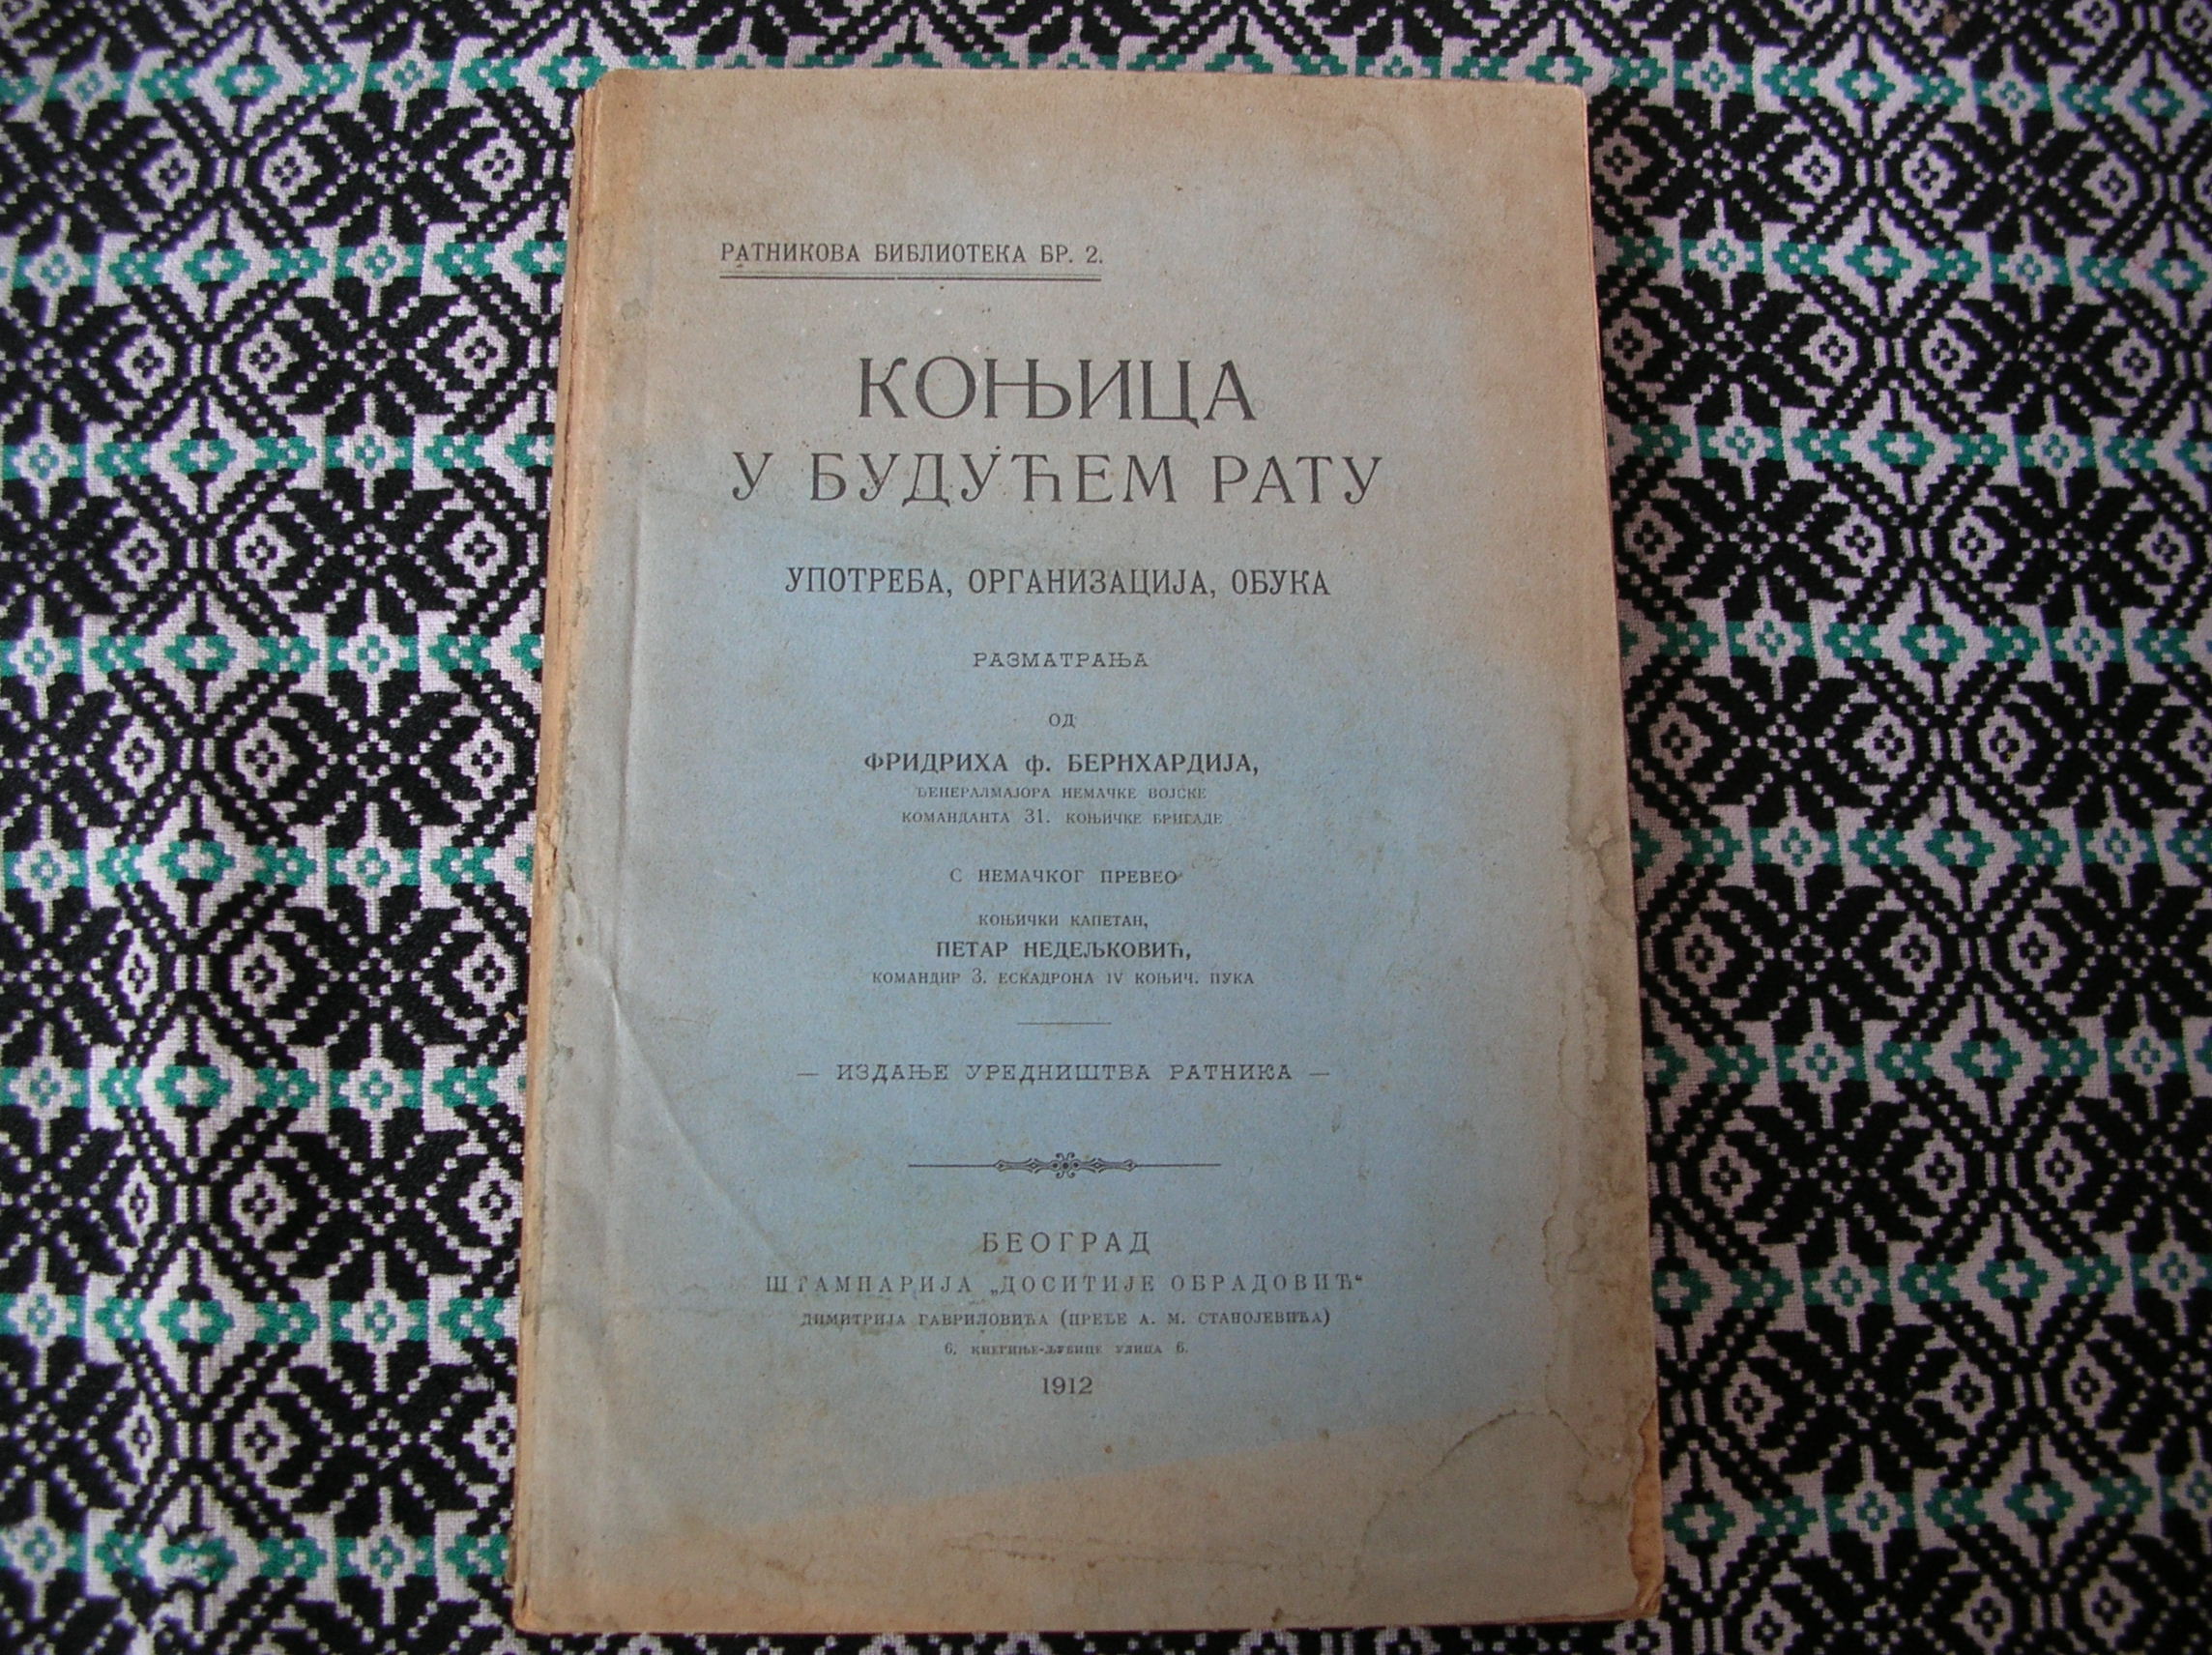 РАТНИКОВА БИБЛИОТЕКА БР. 2.
КОЊИЦА
У БУДУЋЕМ РАТУ
УПОТРЕБА, ОРГАНИЗАЦИЈА, ОБУКА
РАЗМАТРАЊА
ОД
ФРИДРИХА ф. БЕРНХАРДИЈА,
ЂЕНЕРАЛМАЈОРА НЕМАЧКЕ ВОЈСКЕ
КОМАНДАНТА 31. КОЊИЧКЕ БРИГАДЕ
С НЕМАЧКОГ ПРЕВЕО
КОЊИЧКИ КАПЕТАН,
ПЕТАР НЕДЕЉКОВИЋ,
КОМАНДИР 3. ЕСКАДРОНА IV КОЊИЧ. ПУКА
— ИЗДАЊЕ УРЕДНИШТВА РАТНИКА —
БЕОГРАД
ШТАМПАРИЈА „ДОСИТИЈЕ ОБРАДОВИЋ“
ДИМИТРИЈА ГАВРИЛОВИЋА (ПРЕЂЕ А. М. СТАНОЈЕВИЋА)
6. КНЕГИЊЕ-ЉУБИЦЕ УЛИЦА 6.
1912